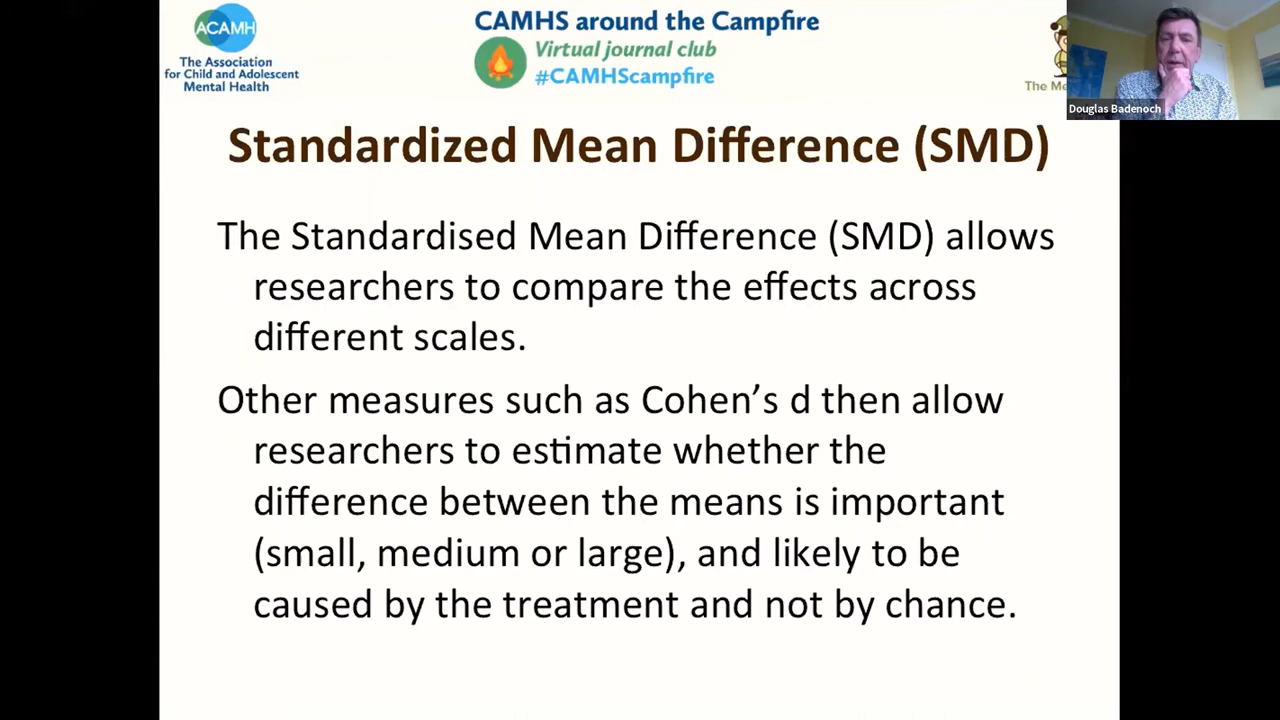 ACAMH
The Association
for Child and Adolescent
Mental Health
CAMHS around the Campfire
Virtual journal club
#CAMHScampfire
The
Douglas Badenoch
Standardized Mean Difference (SMD)
The Standardised Mean Difference (SMD) allows
researchers to compare the effects across
different scales.
Other measures such as Cohen’s d then allow
researchers to estimate whether the
difference between the means is important
(small, medium or large), and likely to be
caused by the treatment and not by chance.